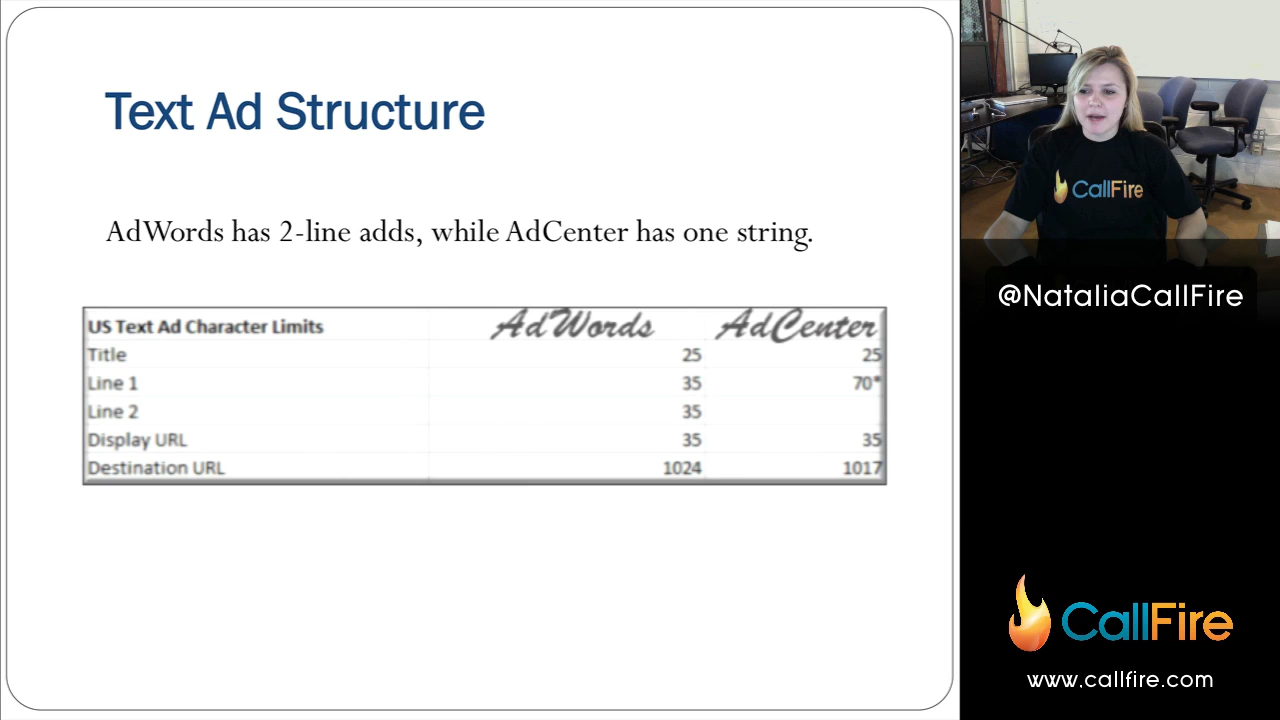 Text Ad Structure
AdWords has 2-line adds, while AdCenter has one string.
US Text Ad Character Limits AdWords AdCenter
Title 25 25
Line 1 35 70*
Line 2 35
Display URL 35 35
Destination URL 1024 1017
CallFire
@NataliaCallFire
CallFire
www.callfire.com